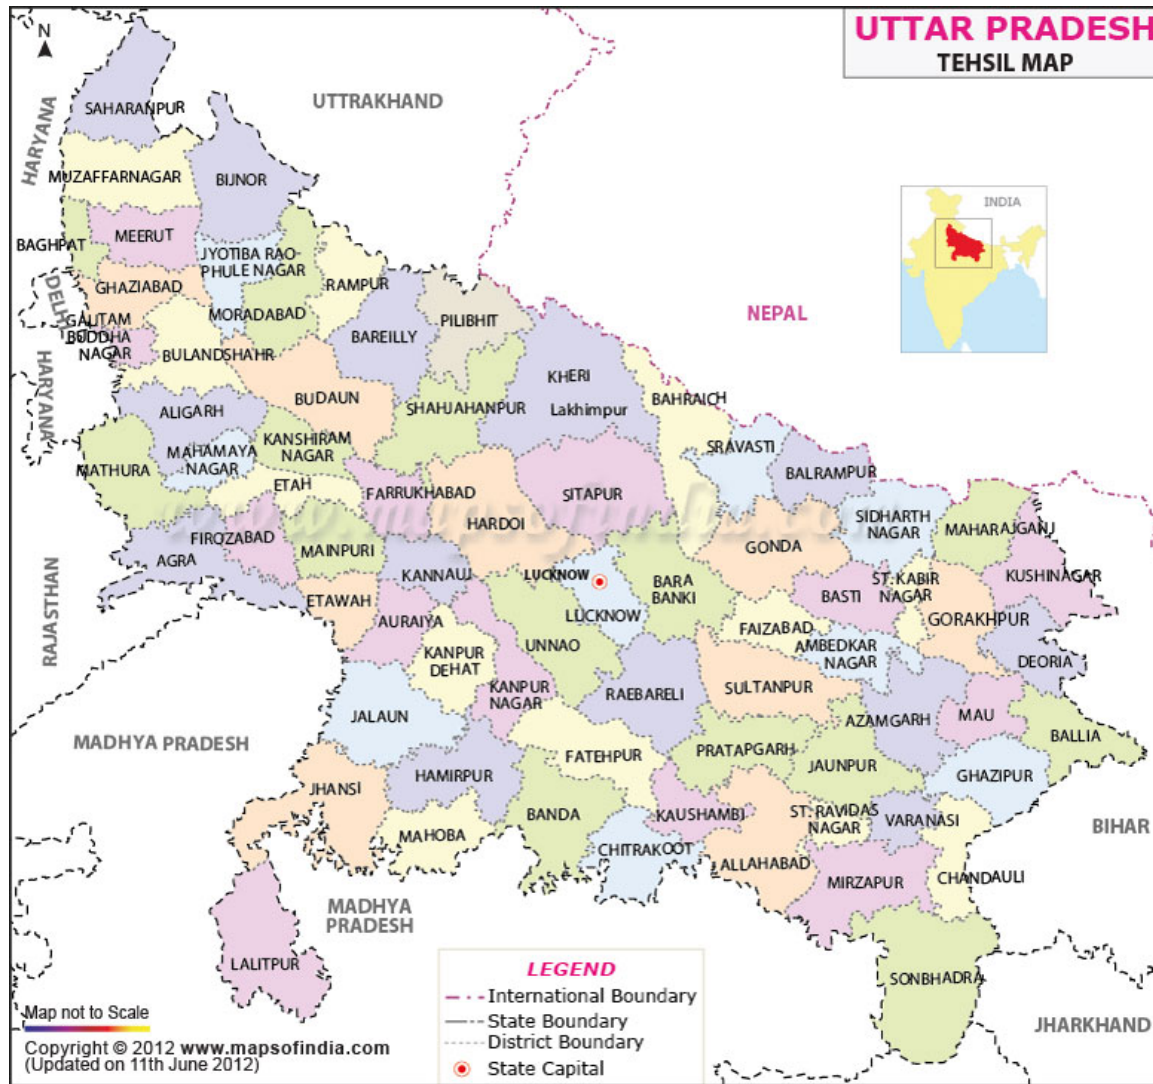 N
UTTAR PRADESH
TEHSIL MAP
HARYANA
SAHARANPUR
UTTRAKHAND
MUZAFFARNAGAR
BIJNOR
INDIA
BAGHPAT
MEERUT
JYOTIBA RAO-
PHULE NAGAR
GHAZIABAD
RAMPUR
DELHI
GAUTAM
BUDDHA
NAGAR
MORADABAD
PILIBHIT
NEPAL
BULANDSHAHR
BAREILLY
HARYANA
BUDAUN
KHERI
Lakhimpur
BAHRAICH
ALIGARH
SHAHJAHANPUR
MAHAMAYA
NAGAR
KANSHIRAM
NAGAR
SRAVASTI
MATHURA
ETAH
FARRUKHABAD
SITAPUR
BALRAMPUR
www.mapsofindia.com
HARDOI
SIDHARTH
NAGAR
MAHARAJGANJ
FIROZABAD
MAINPURI
GONDA
AGRA
KANNAUJ
LUCKNOW
BARA
BANKI
BASTI
ST. KABIR
NAGAR
KUSHINAGAR
RAJASTHAN
ETAWAH
AURAIYA
LUCKNOW
FAIZABAD
GORAKHPUR
KANPUR
DEHAT
UNNAO
AMBEDKAR
NAGAR
DEORIA
KANPUR
NAGAR
RAEBARELI
SULTANPUR
JALAUN
AZAMGARH
MAU
BALLIA
MADHYA PRADESH
FATEHPUR
PRATAPGARH
JAUNPUR
GHAZIPUR
JHANSI
HAMIRPUR
BANDA
KAUSHAMBI
ST. RAVIDAS
NAGAR
VARANASI
BIHAR
MAHOBA
CHITRAKOOT
ALLAHABAD
MIRZAPUR
CHANDAULI
MADHYA
PRADESH
LALITPUR
SONBHADRA
JHARKHAND
LEGEND
International Boundary
State Boundary
District Boundary
State Capital
Map not to Scale
Copyright © 2012 www.mapsofindia.com
(Updated on 11th June 2012)